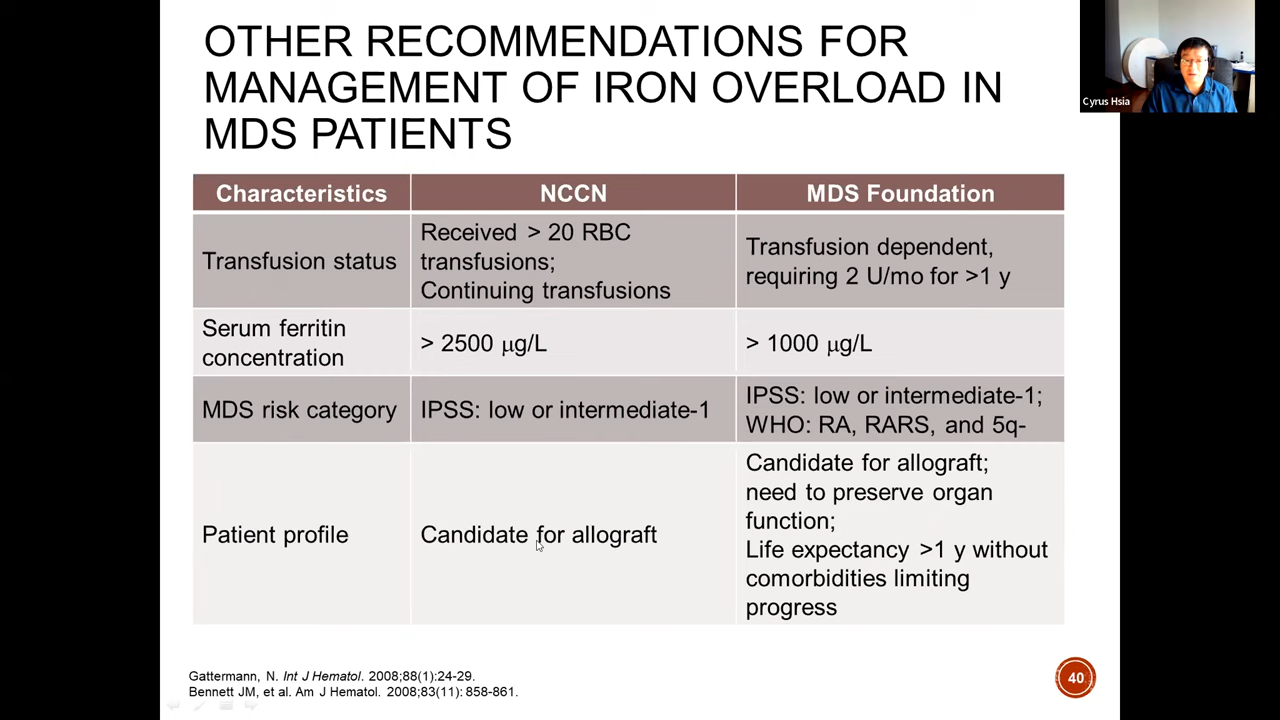 OTHER RECOMMENDATIONS FOR
MANAGEMENT OF IRON OVERLOAD IN
MDS PATIENTS
Cyrus Hsia
Characteristics
NCCN
MDS Foundation
Transfusion status
Received > 20 RBC
transfusions;
Continuing transfusions
Transfusion dependent,
requiring 2 U/mo for >1 y
Serum ferritin
concentration
> 2500 µg/L
> 1000 µg/L
MDS risk category
IPSS: low or intermediate-1
IPSS: low or intermediate-1;
WHO: RA, RARS, and 5q-
Patient profile
Candidate for allograft
Candidate for allograft;
need to preserve organ
function;
Life expectancy >1 y without
comorbidities limiting
progress
Gattermann, N. Int J Hematol. 2008;88(1):24-29.
Bennett JM, et al. Am J Hematol. 2008;83(11): 858-861.
40